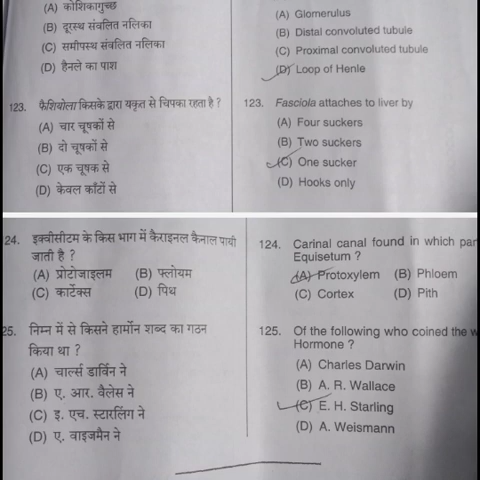 (A) कोशिकागुच्छ
(B) दूरस्थ संवलित नलिका
(C) समीपस्थ संवलित नलिका
(D) हैनले का पाश
(A) Glomerulus
(B) Distal convoluted tubule
(C) Proximal convoluted tubule
(D) Loop of Henle
123. फैशियोला किसके द्वारा यकृत से चिपका रहता है ?
(A) चार चूषकों से
(B) दो चूषकों से
(C) एक चूषक से
(D) केवल काँटों से
123. Fasciola attaches to liver by
(A) Four suckers
(B) Two suckers
(C) One sucker
(D) Hooks only
24. इक्वीसीटम के किस भाग में कैराइनल कैनाल पायी
जाती है ?
(A) प्रोटोजाइलम (B) फ्लोयम
(C) कार्टेक्स (D) पिथ
124. Carinal canal found in which par
Equisetum ?
(A) Protoxylem (B) Phloem
(C) Cortex (D) Pith
25. निम्न में से किसने हार्मोन शब्द का गठन
किया था ?
(A) चार्ल्स डार्विन ने
(B) ए. आर. वैलेस ने
(C) इ. एच. स्टारलिंग ने
(D) ए. वाइजमैन ने
125. Of the following who coined the w
Hormone ?
(A) Charles Darwin
(B) A. R. Wallace
(C) E. H. Starling
(D) A. Weismann